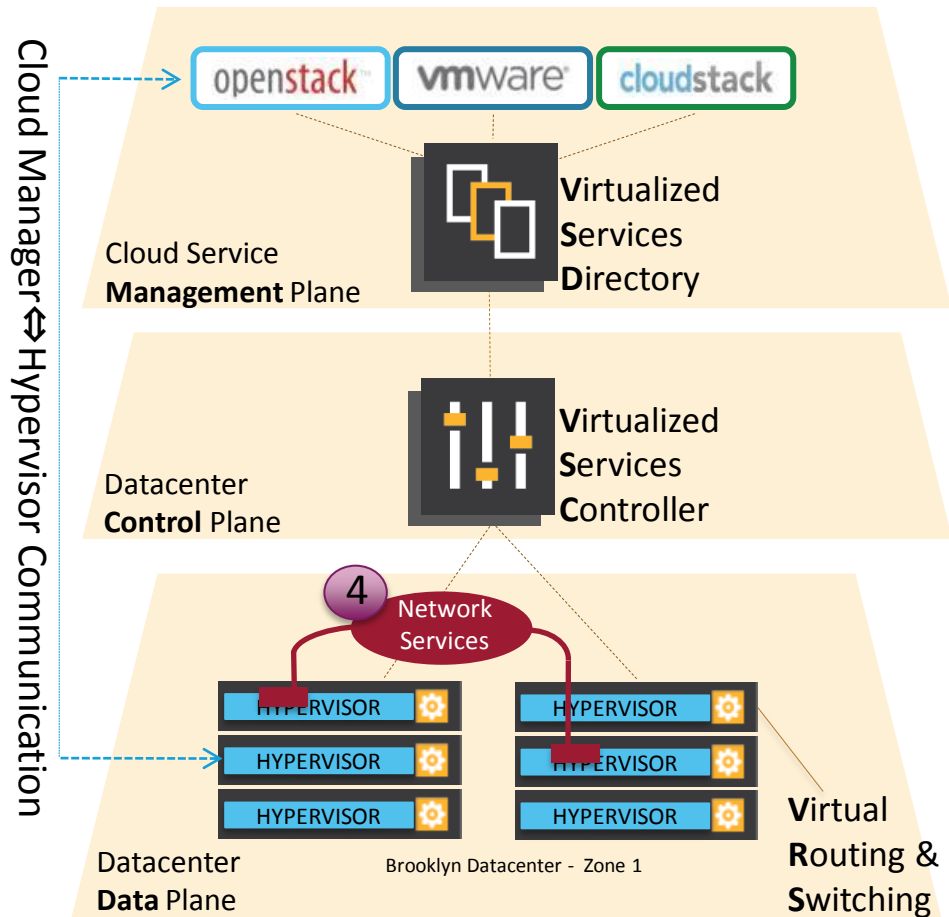 Cloud Manager⇔Hypervisor Communication
openstack™
vmware®
cloudstack
Virtualized
Services
Directory
Cloud Service
Management Plane
Virtualized
Services
Controller
Datacenter
Control Plane
4
Network
Services
HYPERVISOR
HYPERVISOR
HYPERVISOR
HYPERVISOR
HYPERVISOR
HYPERVISOR
Virtual
Routing &
Switching
Brooklyn Datacenter - Zone 1
Datacenter
Data Plane